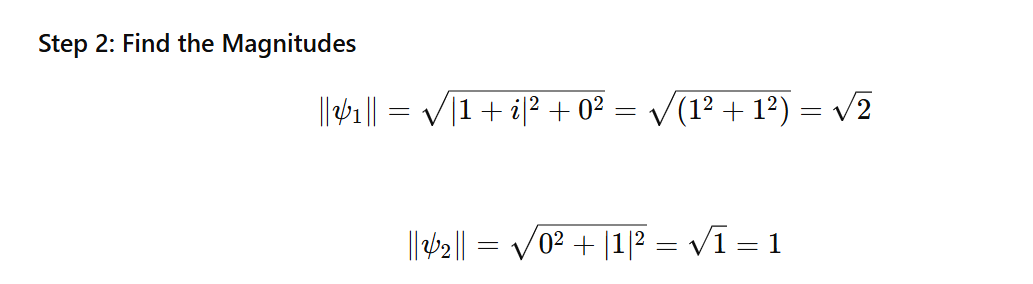 Step 2: Find the Magnitudes
||ψ₁|| = √(|1 + i|² + 0²) = √((1² + 1²)) = √2
||ψ₂|| = √(0² + |1|²) = √1 = 1